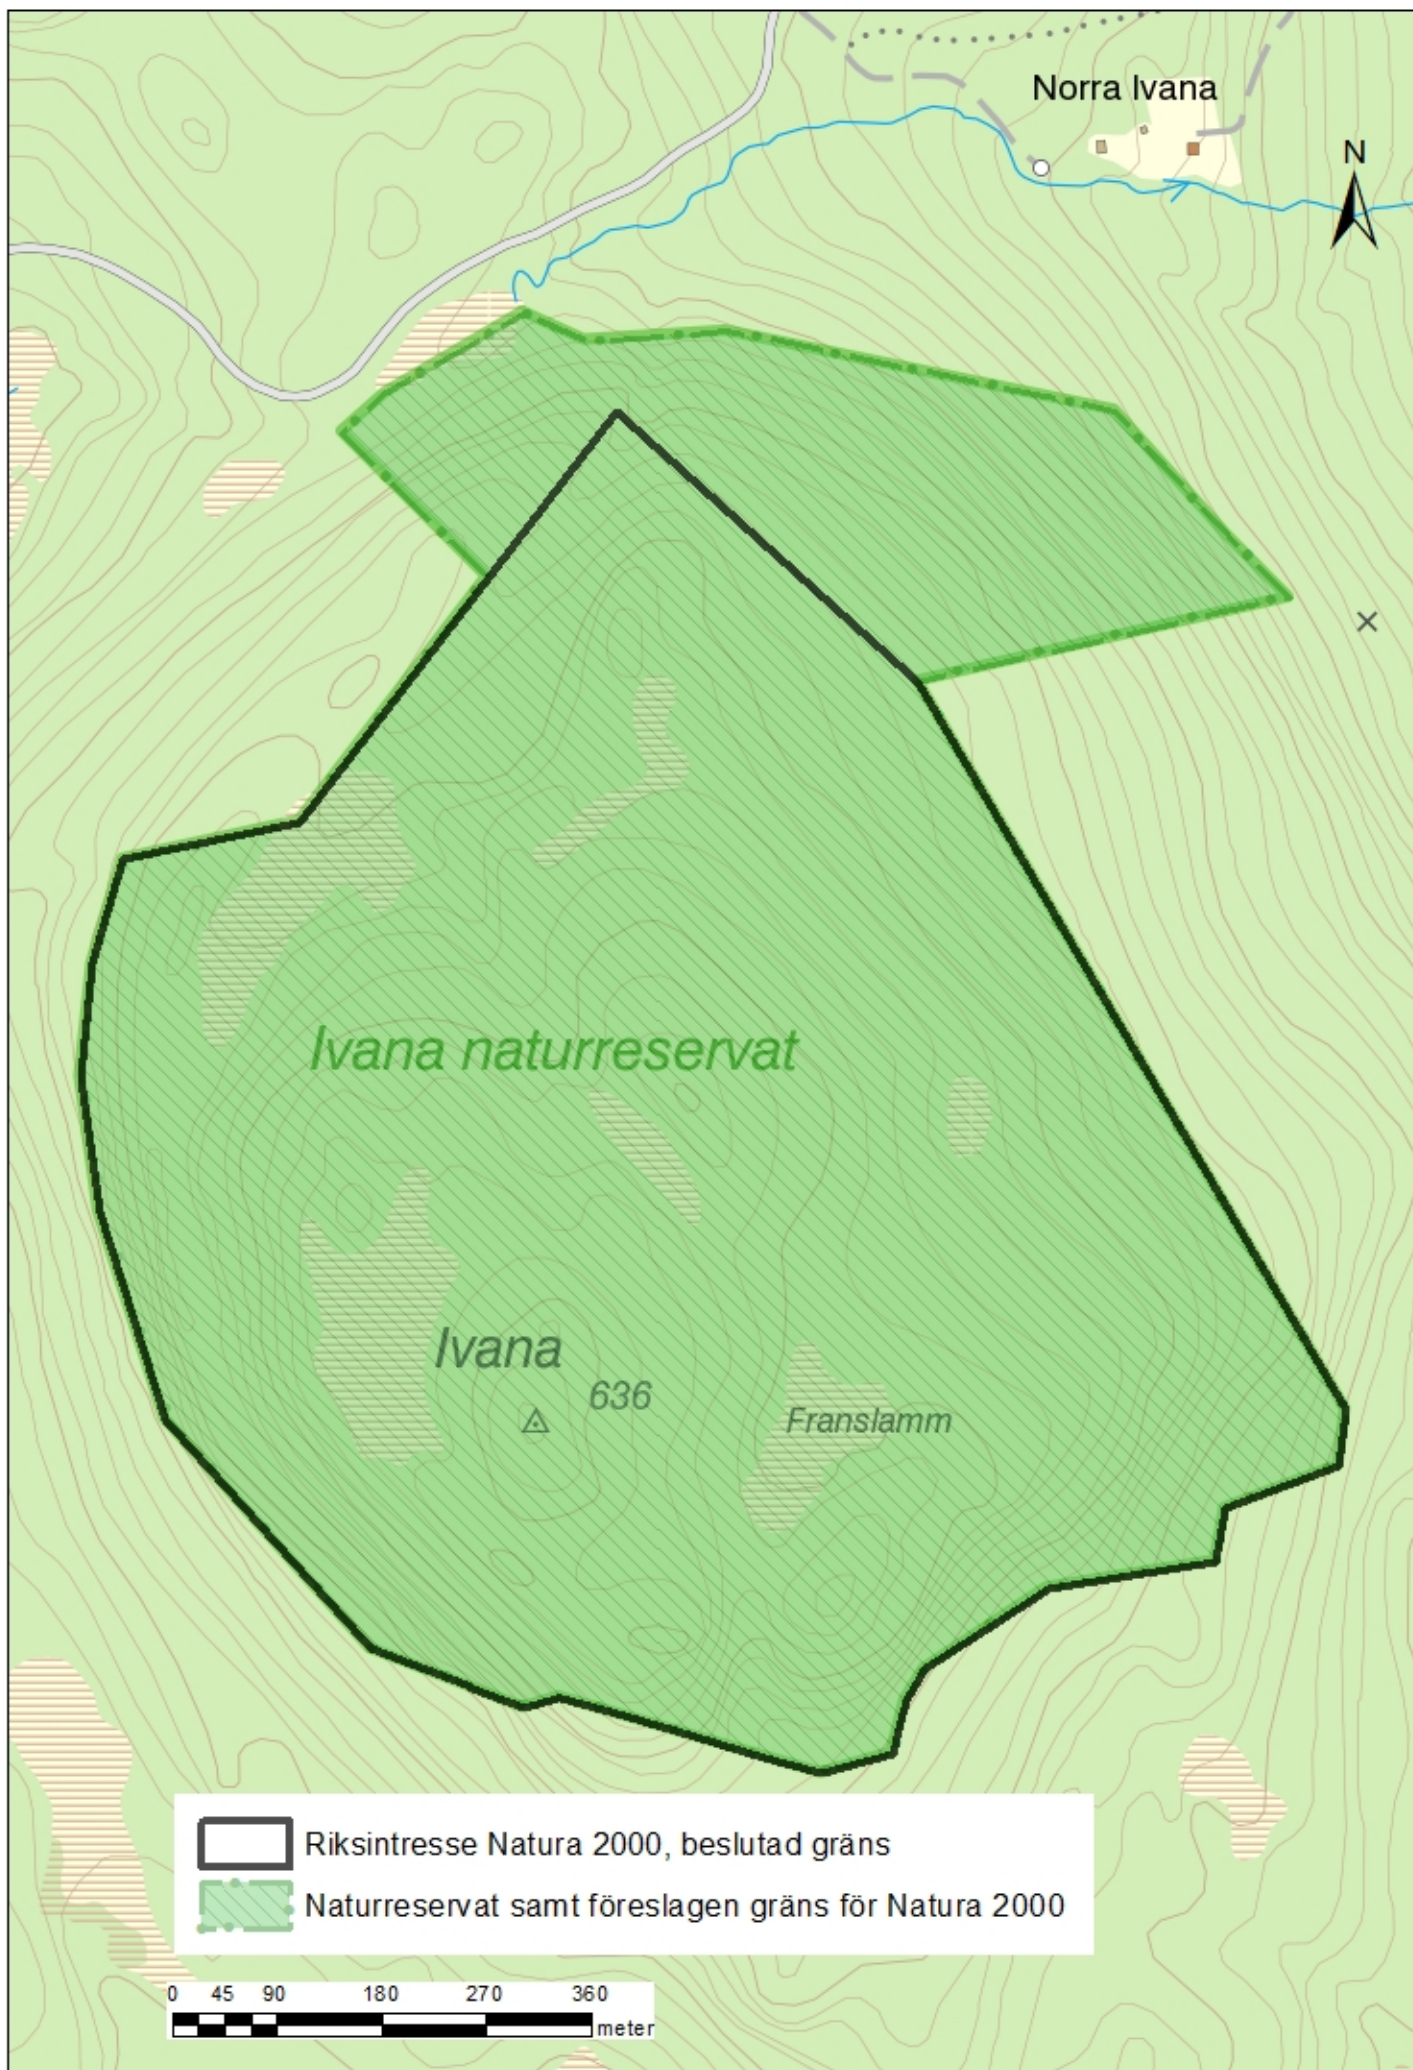 Norra Ivana
N
Ivana naturreservat
Ivana
636
Franslamm
Riksintresse Natura 2000, beslutad gräns
Naturreservat samt föreslagen gräns för Natura 2000
0 45 90 180 270 360
meter